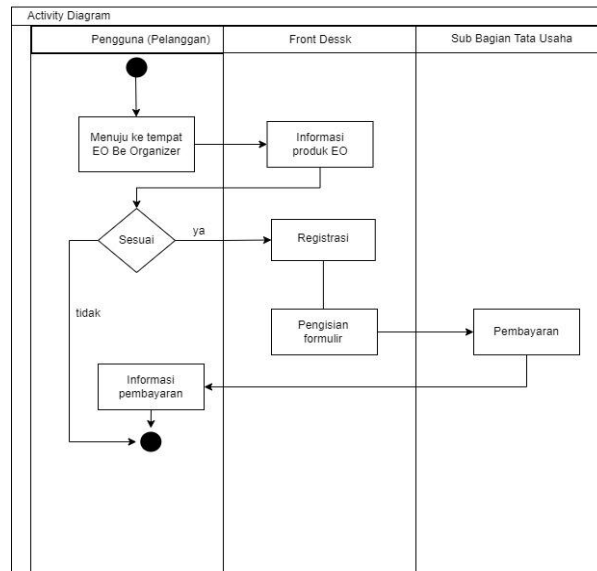 Activity Diagram
Pengguna (Pelanggan)
Front Dessk
Sub Bagian Tata Usaha
Menuju ke tempat
EO Be Organizer
Informasi
produk EO
Sesuai
ya
Registrasi
tidak
Pengisian
formulir
Pembayaran
Informasi
pembayaran